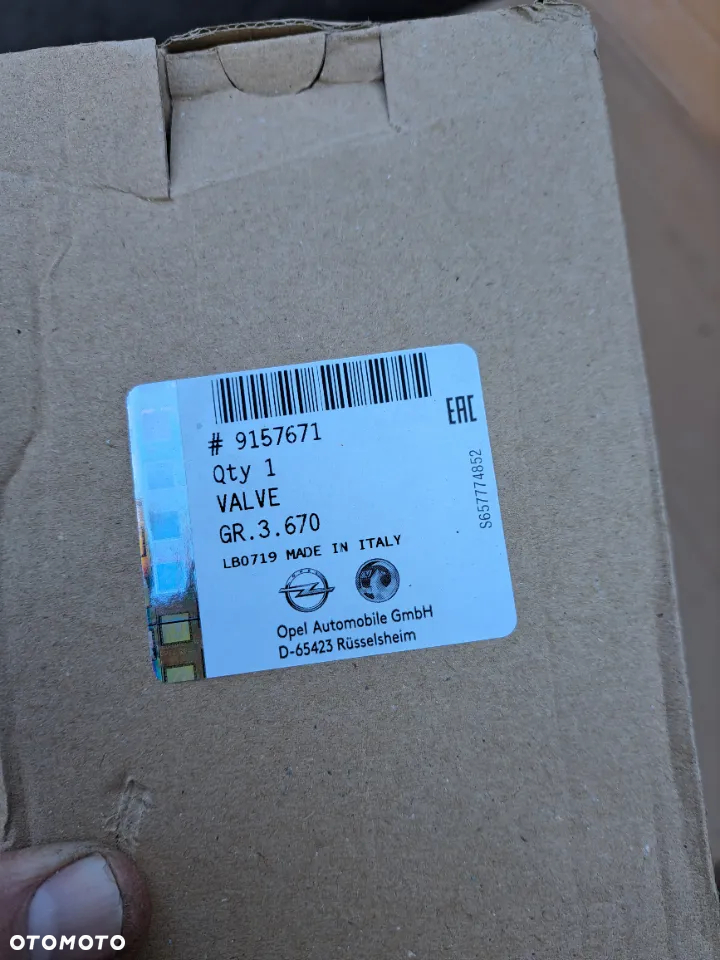 # 9157671
EAC
Qty 1
VALVE
GR.3.670
LB0719 MADE IN ITALY
S657774852
OPEL
Opel Automobile GmbH
D-65423 Rüsselsheim
OTOMOTO